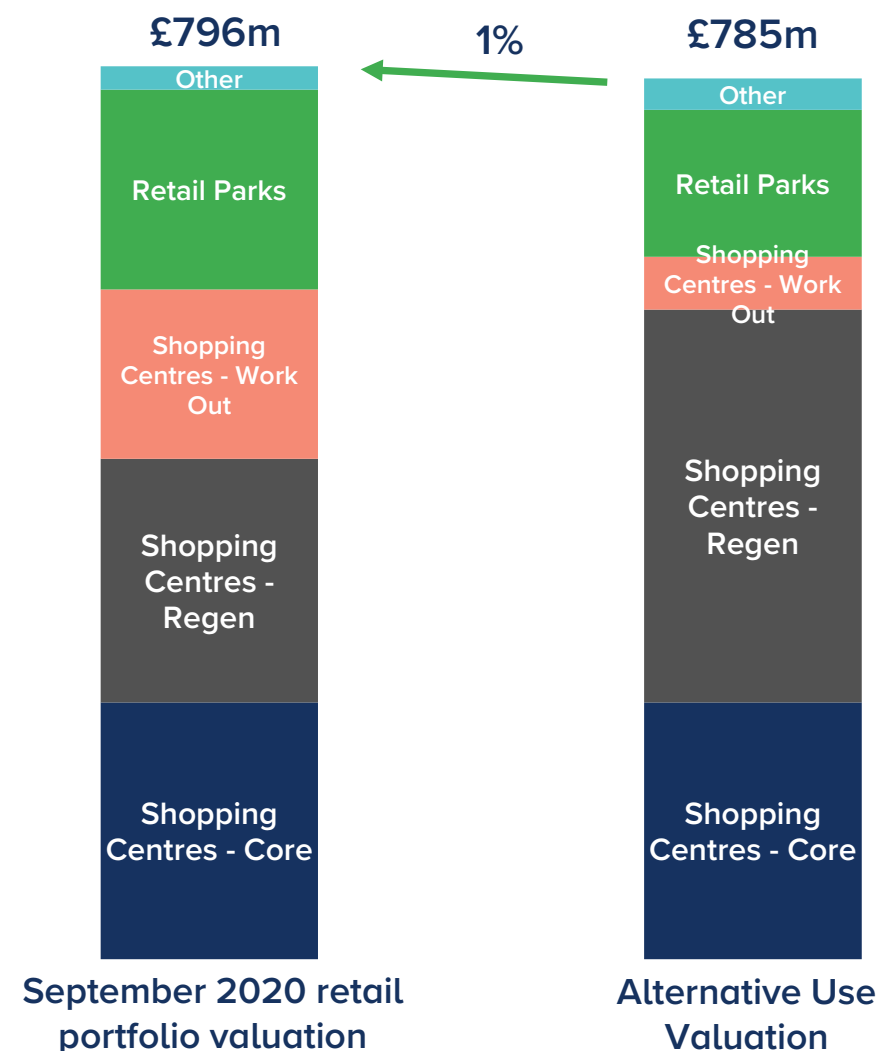 £796m
1%
£785m
Other
Retail Parks
Shopping
Centres - Work
Out
Shopping
Centres -
Regen
Shopping
Centres - Core
September 2020 retail
portfolio valuation
Other
Retail Parks
Shopping
Centres - Work
Out
Shopping
Centres -
Regen
Shopping
Centres - Core
Alternative Use
Valuation